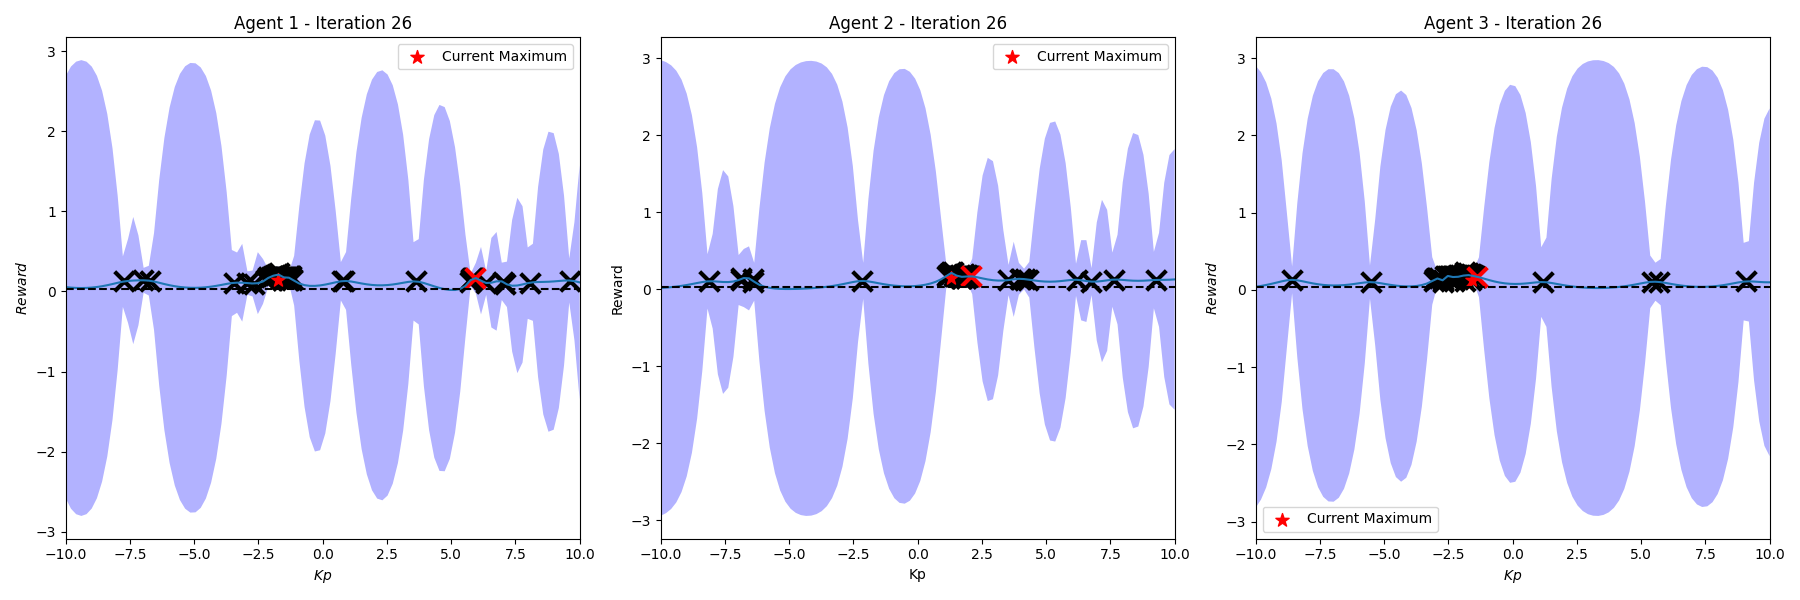 Agent 1 - Iteration 26
Current Maximum
Reward
3
2
1
0
−1
−2
−3
−10.0 −7.5 −5.0 −2.5 0.0 2.5 5.0 7.5 10.0
Kp
Agent 2 - Iteration 26
Current Maximum
Reward
3
2
1
0
−1
−2
−3
−10.0 −7.5 −5.0 −2.5 0.0 2.5 5.0 7.5 10.0
Kp
Agent 3 - Iteration 26
Reward
3
2
1
0
−1
−2
−3
Current Maximum
−10.0 −7.5 −5.0 −2.5 0.0 2.5 5.0 7.5 10.0
Kp